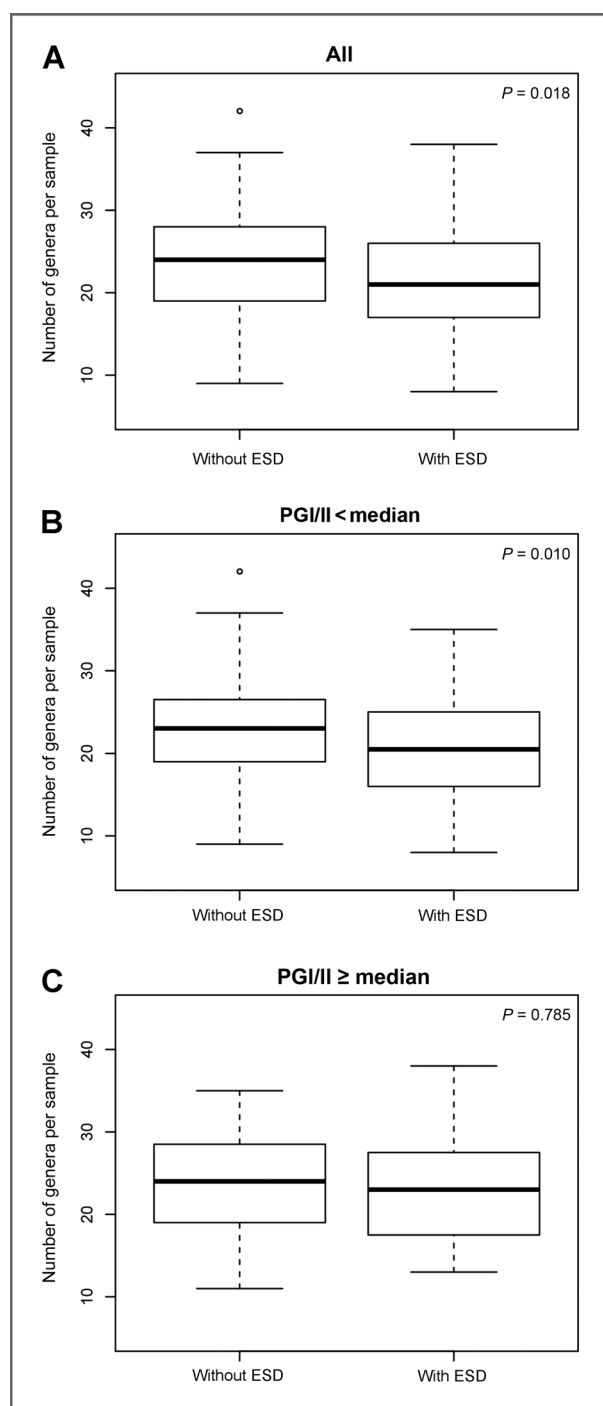 A
All
P = 0.018
Number of genera per sample
40
30
20
10
Without ESD
With ESD
B
PGI/II < median
P = 0.010
Number of genera per sample
40
30
20
10
Without ESD
With ESD
C
PGI/II ≥ median
P = 0.785
Number of genera per sample
40
30
20
10
Without ESD
With ESD